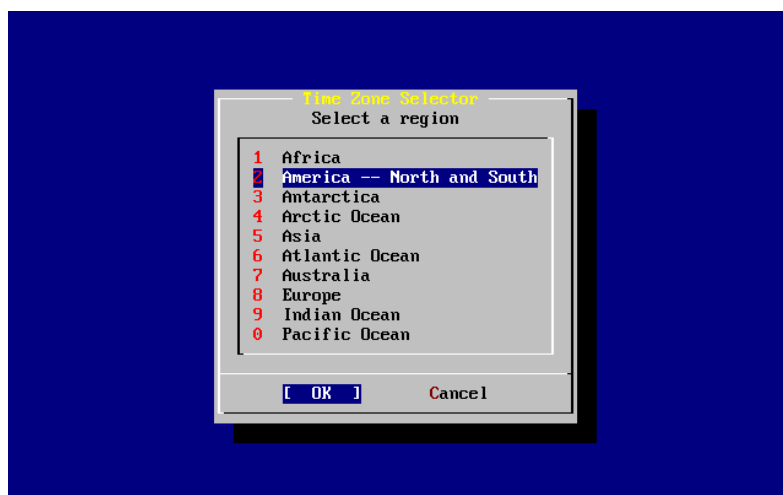 Time Zone Selector
Select a region
1 Africa
2 America -- North and South
3 Antarctica
4 Arctic Ocean
5 Asia
6 Atlantic Ocean
7 Australia
8 Europe
9 Indian Ocean
0 Pacific Ocean
[ OK ] Cancel